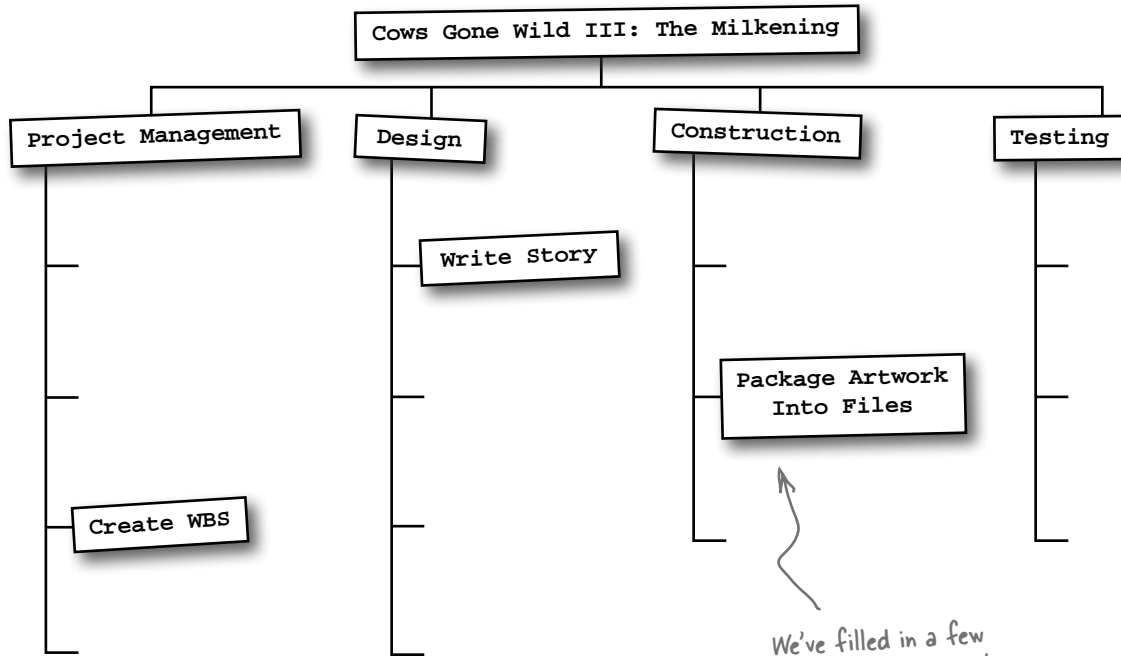 Cows Gone Wild III: The Milkening
Project Management
Design
Construction
Testing
Write Story
Package Artwork
Into Files
Create WBS
We've filled in a few